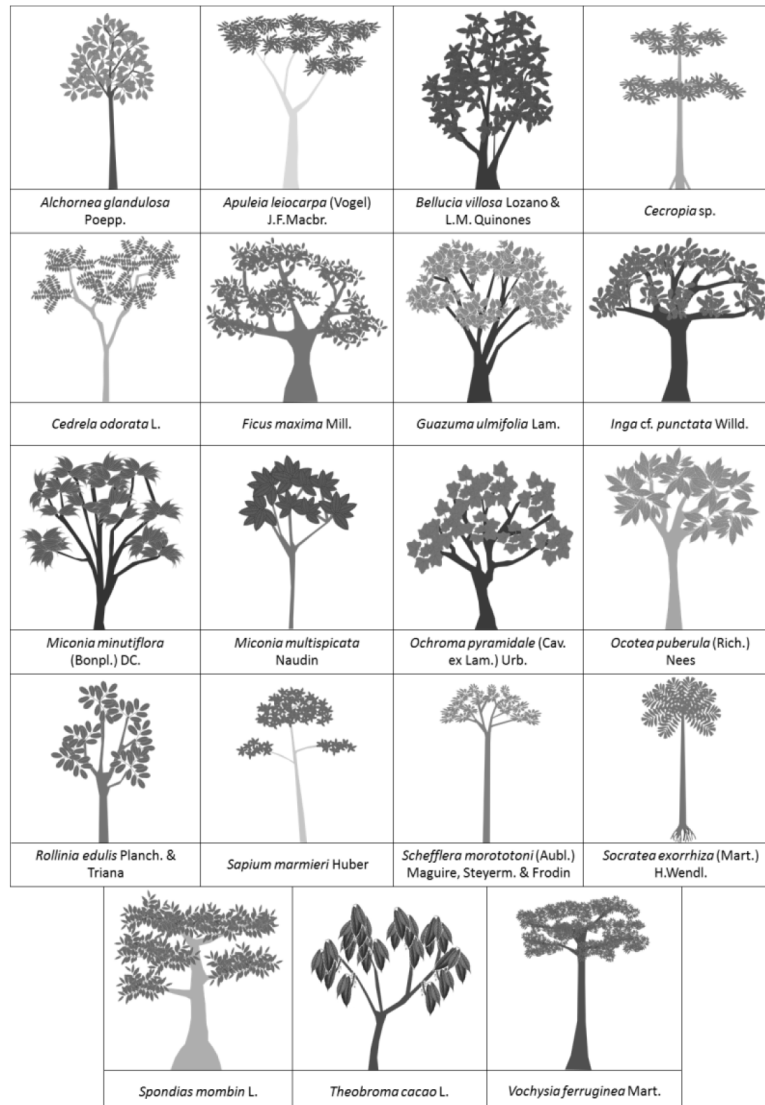 Alchornea glandulosa
Poepp.
Apuleia leiocarpa (Vogel)
J.F.Macbr.
Bellucia villosa Lozano &
L.M. Quinones
Cecropia sp.
Cedrela odorata L.
Ficus maxima Mill.
Guazuma ulmifolia Lam.
Inga cf. punctata Willd.
Miconia minutiflora
(Bonpl.) DC.
Miconia multispicata
Naudin
Ochroma pyramidale (Cav.
ex Lam.) Urb.
Ocotea puberula (Rich.)
Nees
Rollinia edulis Planch. &
Triana
Sapium marmieri Huber
Schefflera morototoni (Aubl.)
Maguire, Steyerm. & Frodin
Socratea exorrhiza (Mart.)
H.Wendl.
Spondias mombin L.
Theobroma cacao L.
Vochysia ferruginea Mart.